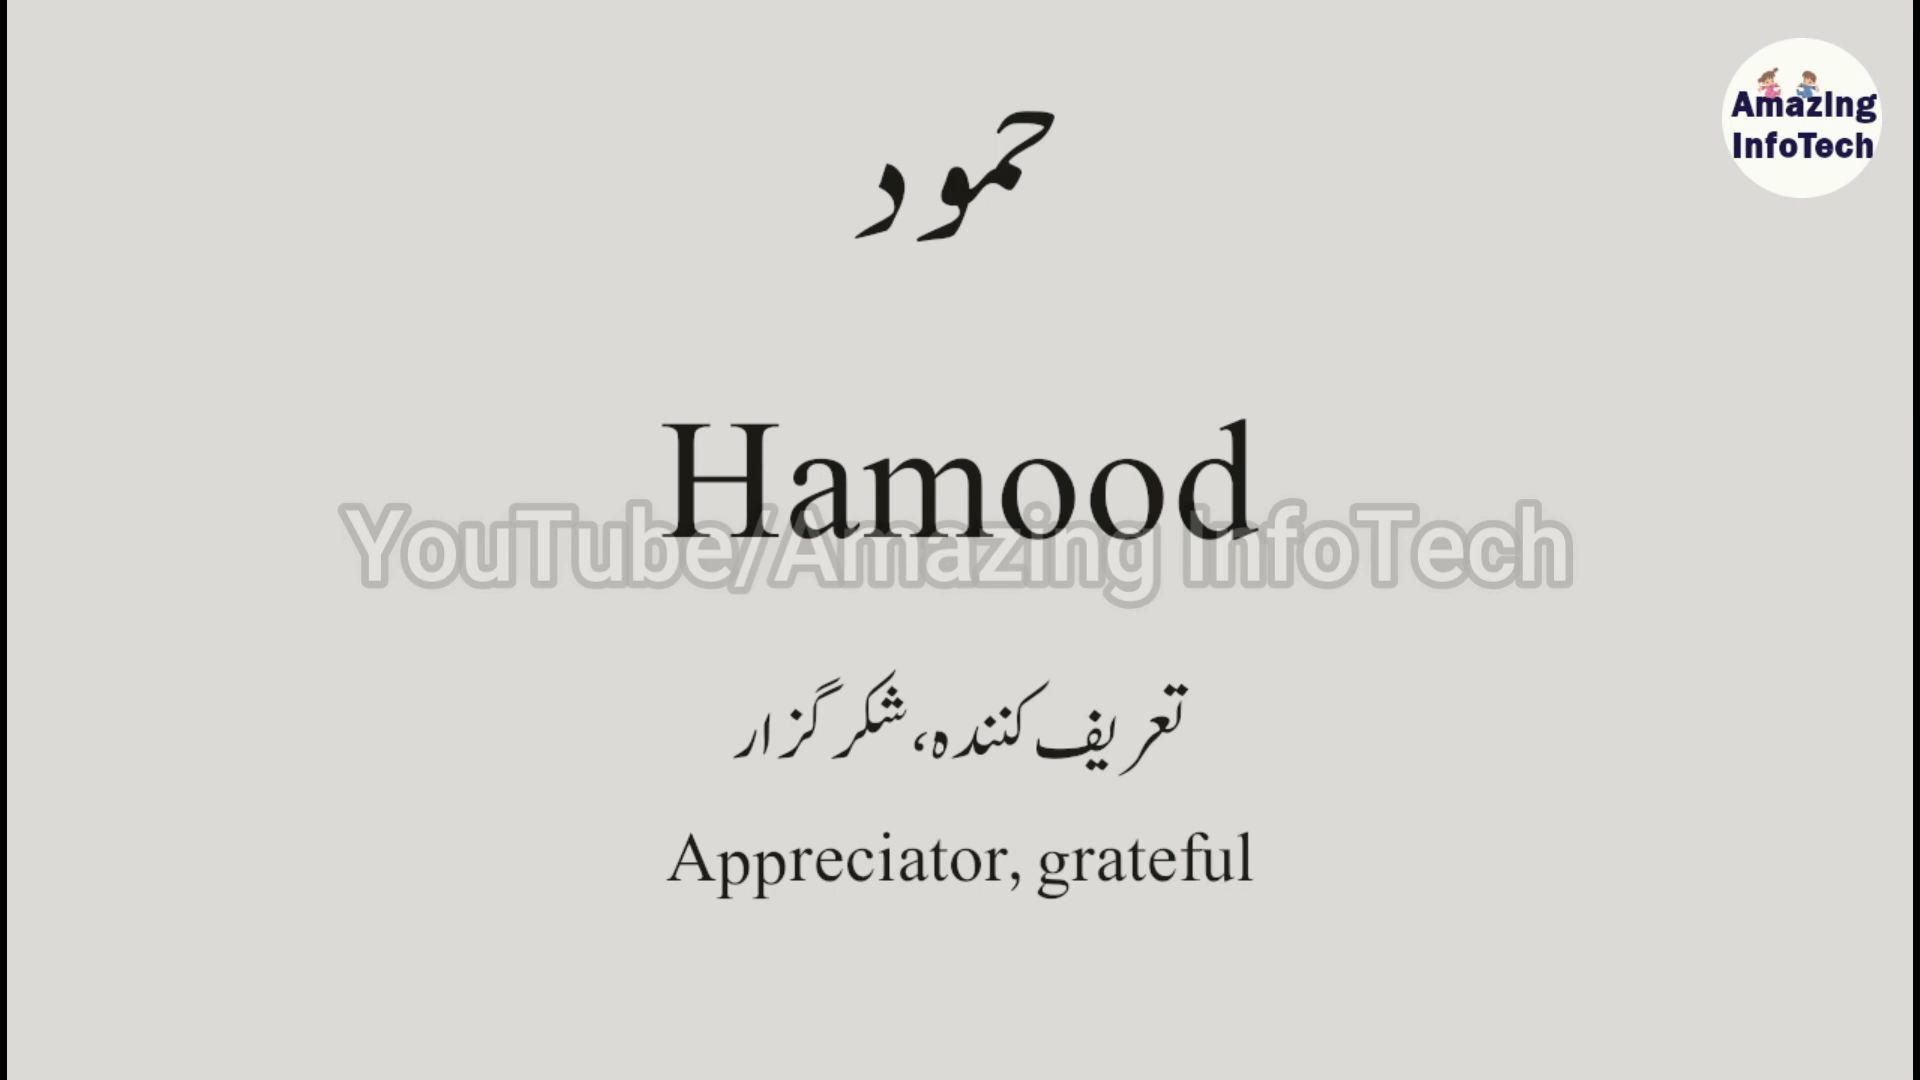 Amazing
InfoTech
حمود
Hamood
YouTube/Amazing InfoTech
تعریف کنندہ، شکر گزار
Appreciator, grateful